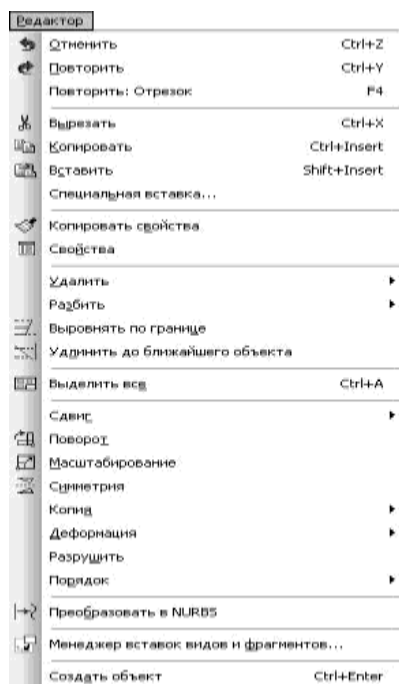 Редактор
Отменить Ctrl+Z
Повторить Ctrl+Y
Повторить: Отрезок F4
Вырезать Ctrl+X
Копировать Ctrl+Insert
Вставить Shift+Insert
Специальная вставка...
Копировать свойства
Свойства
Удалить
Разбить
Выровнять по границе
Удлинить до ближайшего объекта
Выделить все Ctrl+A
Сдвиг
Поворот
Масштабирование
Симметрия
Копия
Деформация
Разрушить
Порядок
Преобразовать в NURBS
Менеджер вставок видов и фрагментов...
Создать объект Ctrl+Enter